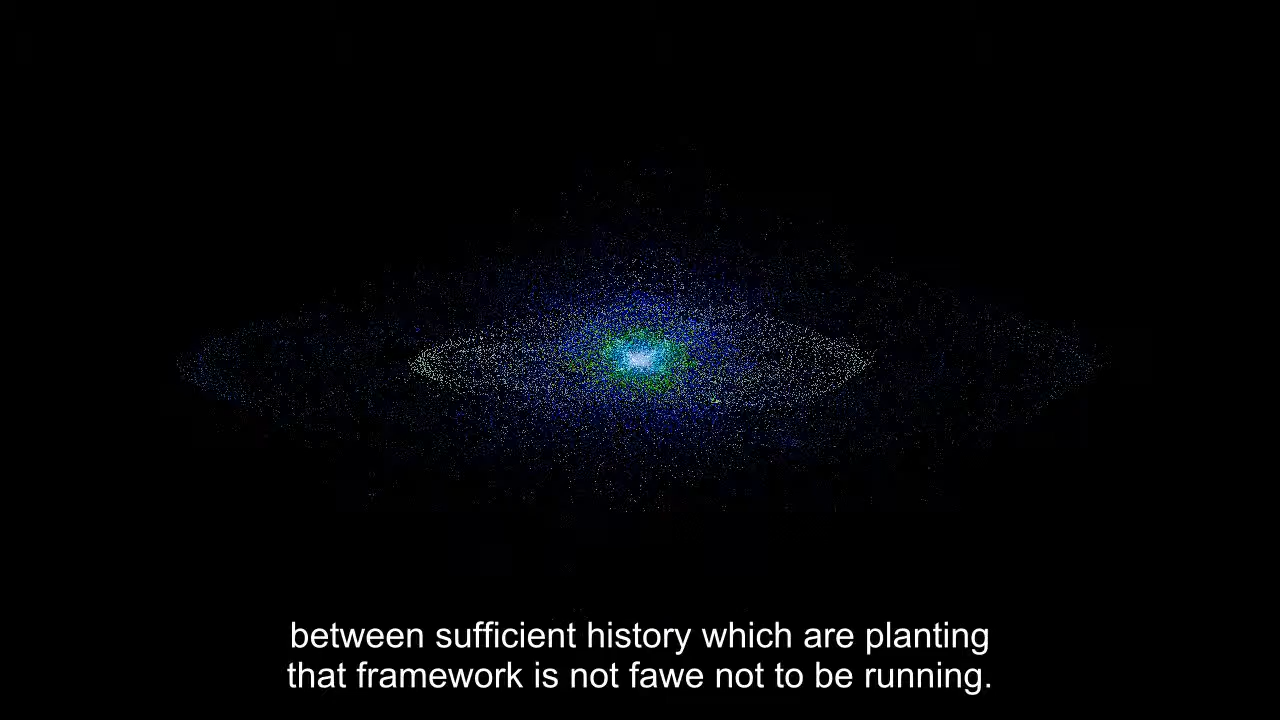 between sufficient history which are planting
that framework is not fawe not to be running.